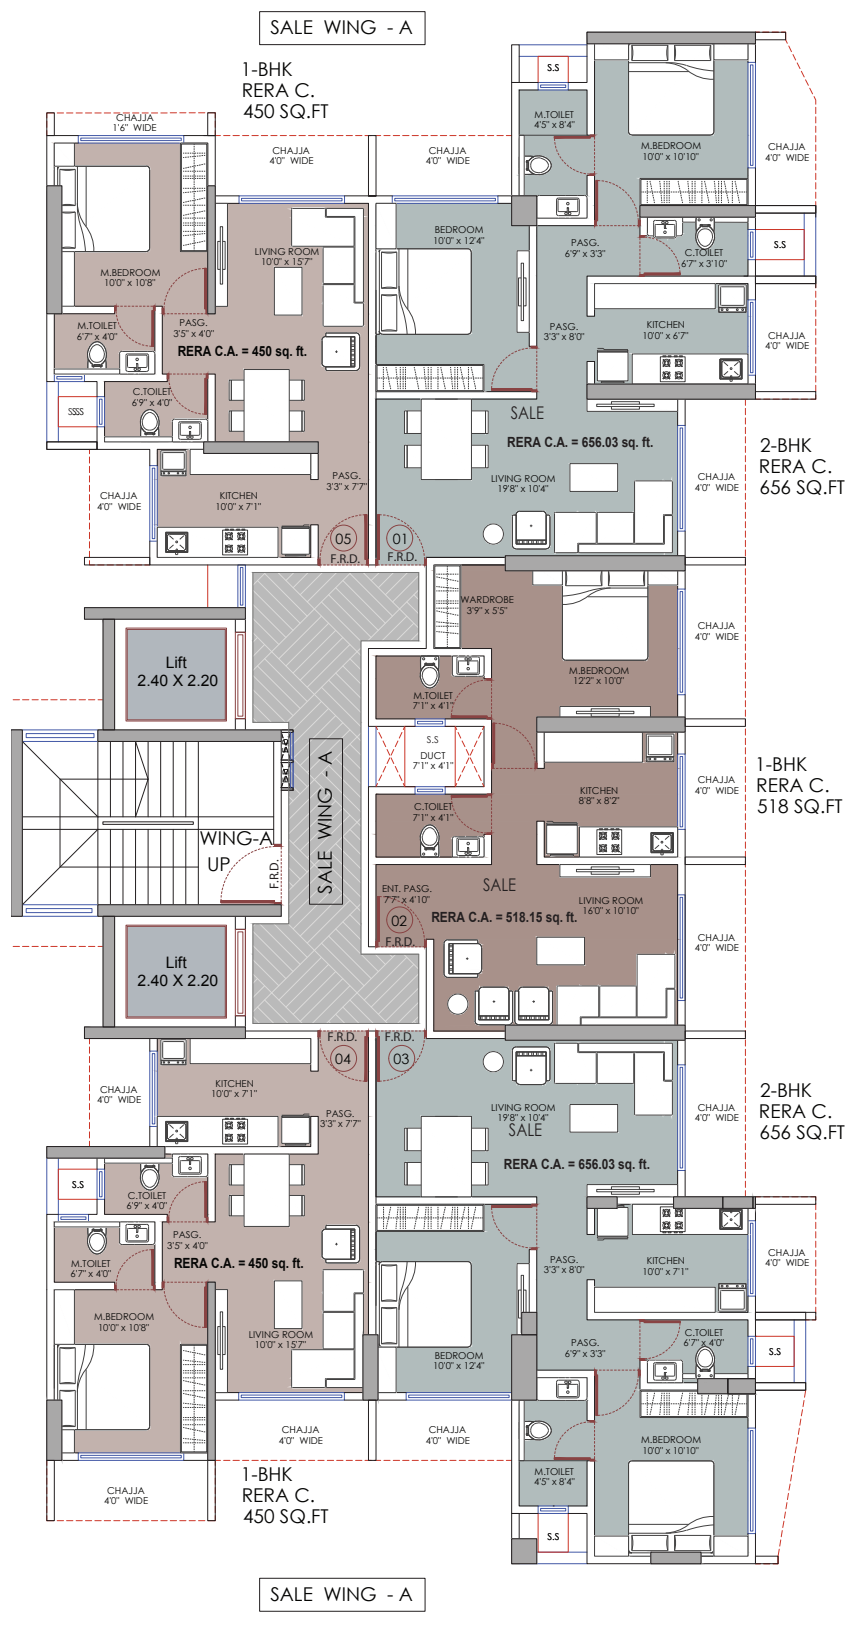 SALE WING - A
1-BHK
RERA C.
450 SQ.FT
CHAJJA
1'6" WIDE
CHAJJA
4'0" WIDE
CHAJJA
4'0" WIDE
S.S
M.TOILET
4'5" x 8'4"
M.BEDROOM
10'0" x 10'10"
CHAJJA
4'0" WIDE
M.BEDROOM
10'0" x 10'8"
LIVING ROOM
10'0" x 15'7"
BEDROOM
10'0" x 12'4"
PASG.
6'9" x 3'3"
C.TOILET
6'7" x 3'10"
S.S
M.TOILET
6'7" x 4'0"
PASG.
3'5" x 4'0"
RERA C.A. = 450 sq. ft.
PASG.
3'3" x 8'0"
KITCHEN
10'0" x 6'7"
CHAJJA
4'0" WIDE
SSSS
C.TOILET
6'9" x 4'0"
SALE
RERA C.A. = 656.03 sq. ft.
2-BHK
RERA C.
656 SQ.FT
CHAJJA
4'0" WIDE
KITCHEN
10'0" x 7'1"
PASG.
3'3" x 7'7"
LIVING ROOM
19'8" x 10'4"
CHAJJA
4'0" WIDE
05
F.R.D.
01
F.R.D.
WARDROBE
3'9" x 5'5"
CHAJJA
4'0" WIDE
Lift
2.40 X 2.20
M.BEDROOM
12'2" x 10'0"
M.TOILET
7'1" x 4'1"
S.S
DUCT
7'1" x 4'1"
SALE WING - A
KITCHEN
8'8" x 8'2"
CHAJJA
4'0" WIDE
1-BHK
RERA C.
518 SQ.FT
C.TOILET
7'1" x 4'1"
WING-A
UP
F.R.D.
SALE
ENT. PASG.
7'7" x 4'10"
02
F.R.D.
RERA C.A. = 518.15 sq. ft.
LIVING ROOM
16'0" x 10'10"
CHAJJA
4'0" WIDE
Lift
2.40 X 2.20
F.R.D.
04
F.R.D.
03
CHAJJA
4'0" WIDE
KITCHEN
10'0" x 7'1"
PASG.
3'3" x 7'7"
LIVING ROOM
19'8" x 10'4"
SALE
CHAJJA
4'0" WIDE
2-BHK
RERA C.
656 SQ.FT
RERA C.A. = 656.03 sq. ft.
S.S
C.TOILET
6'9" x 4'0"
PASG.
3'5" x 4'0"
M.TOILET
6'7" x 4'0"
RERA C.A. = 450 sq. ft.
PASG.
3'3" x 8'0"
KITCHEN
10'0" x 7'1"
CHAJJA
4'0" WIDE
M.BEDROOM
10'0" x 10'8"
LIVING ROOM
10'0" x 15'7"
BEDROOM
10'0" x 12'4"
PASG.
6'9" x 3'3"
C.TOILET
6'7" x 4'0"
S.S
CHAJJA
4'0" WIDE
CHAJJA
4'0" WIDE
M.BEDROOM
10'0" x 10'10"
M.TOILET
4'5" x 8'4"
S.S
CHAJJA
4'0" WIDE
1-BHK
RERA C.
450 SQ.FT
SALE WING - A